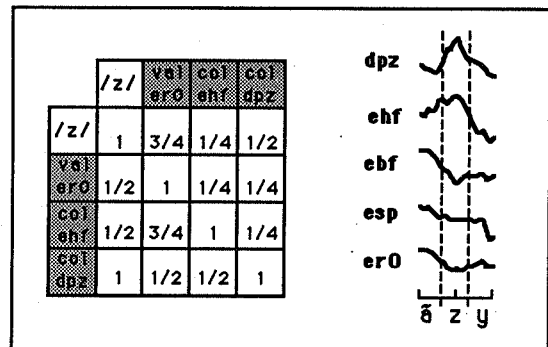 /z/ val er0 col ehf col dpz
/z/ 1 3/4 1/4 1/2
val er0 1/2 1 1/4 1/4
col ehf 1/2 3/4 1 1/4
col dpz 1 1/2 1/2 1
dpz
ehf
ebf
esp
er0
ã z y